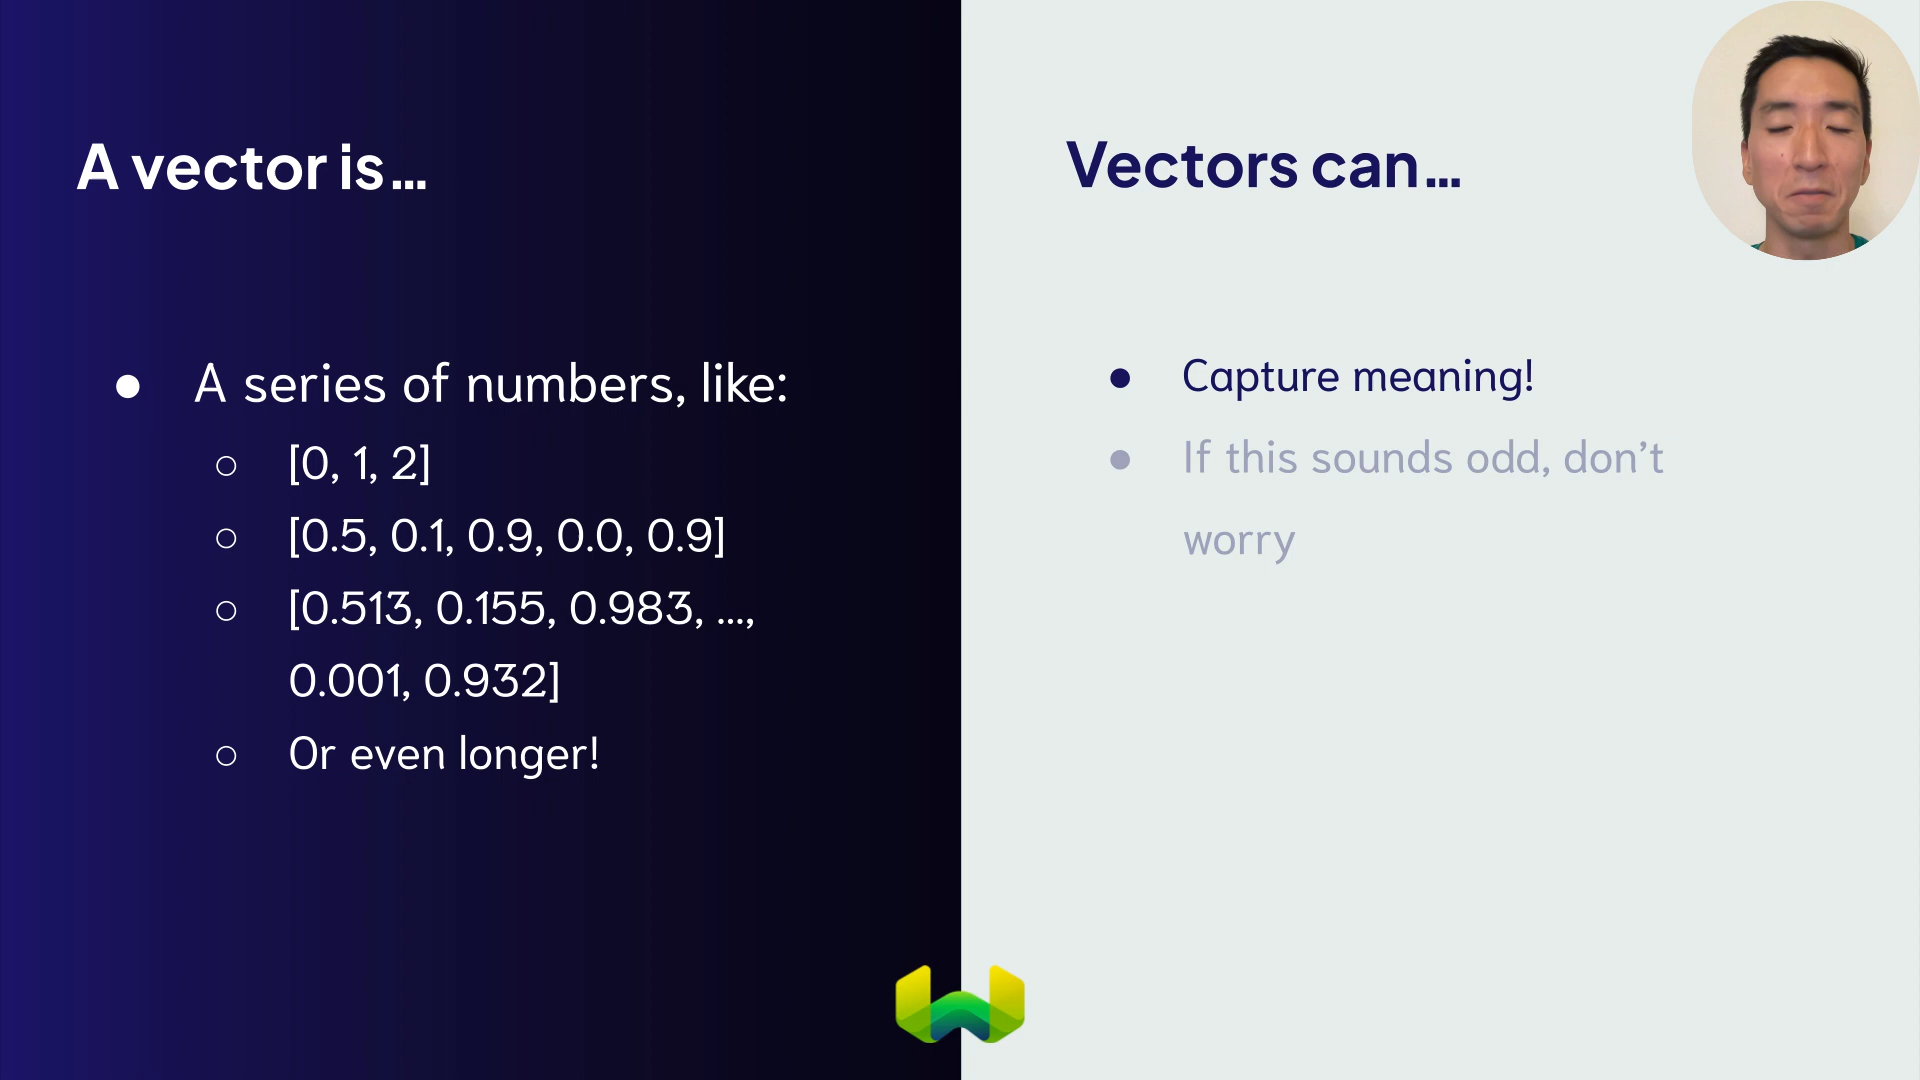 A vector is...
● A series of numbers, like:
○ [0, 1, 2]
○ [0.5, 0.1, 0.9, 0.0, 0.9]
○ [0.513, 0.155, 0.983, ...,
0.001, 0.932]
○ Or even longer!
Vectors can...
● Capture meaning!
● If this sounds odd, don’t
worry